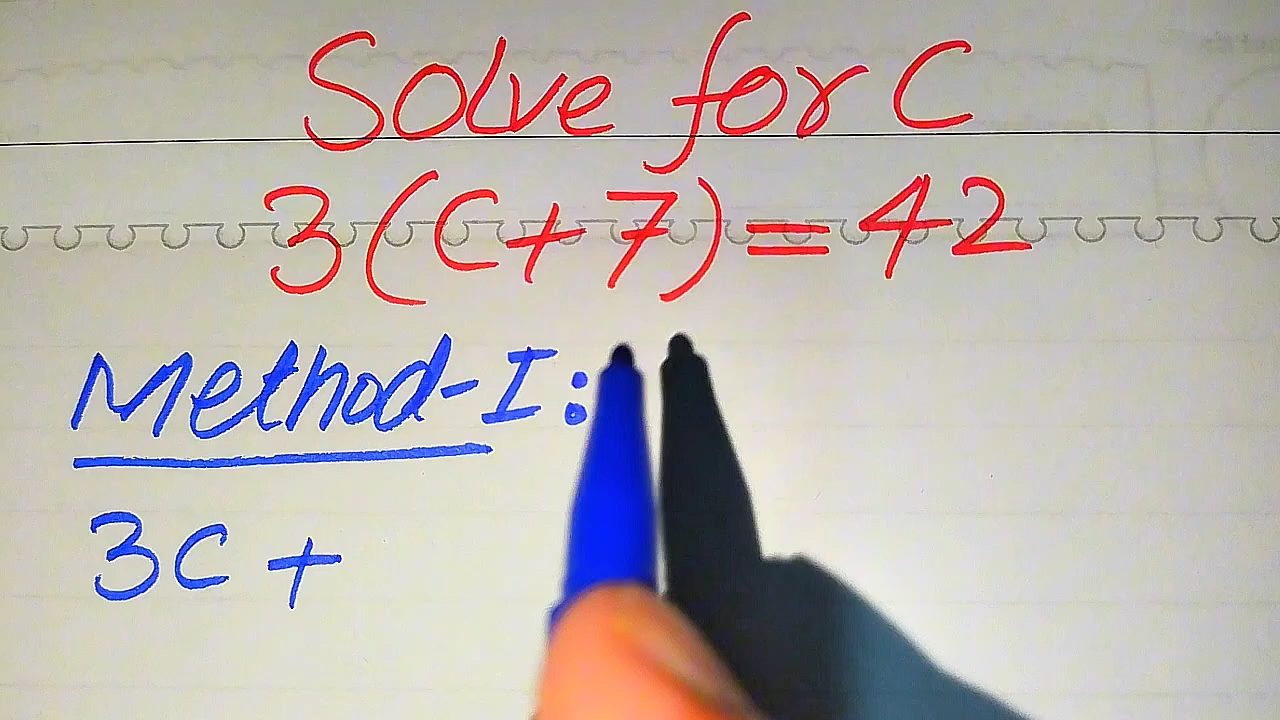 Solve for C
3(C+7)=42
Method-I:
3C +